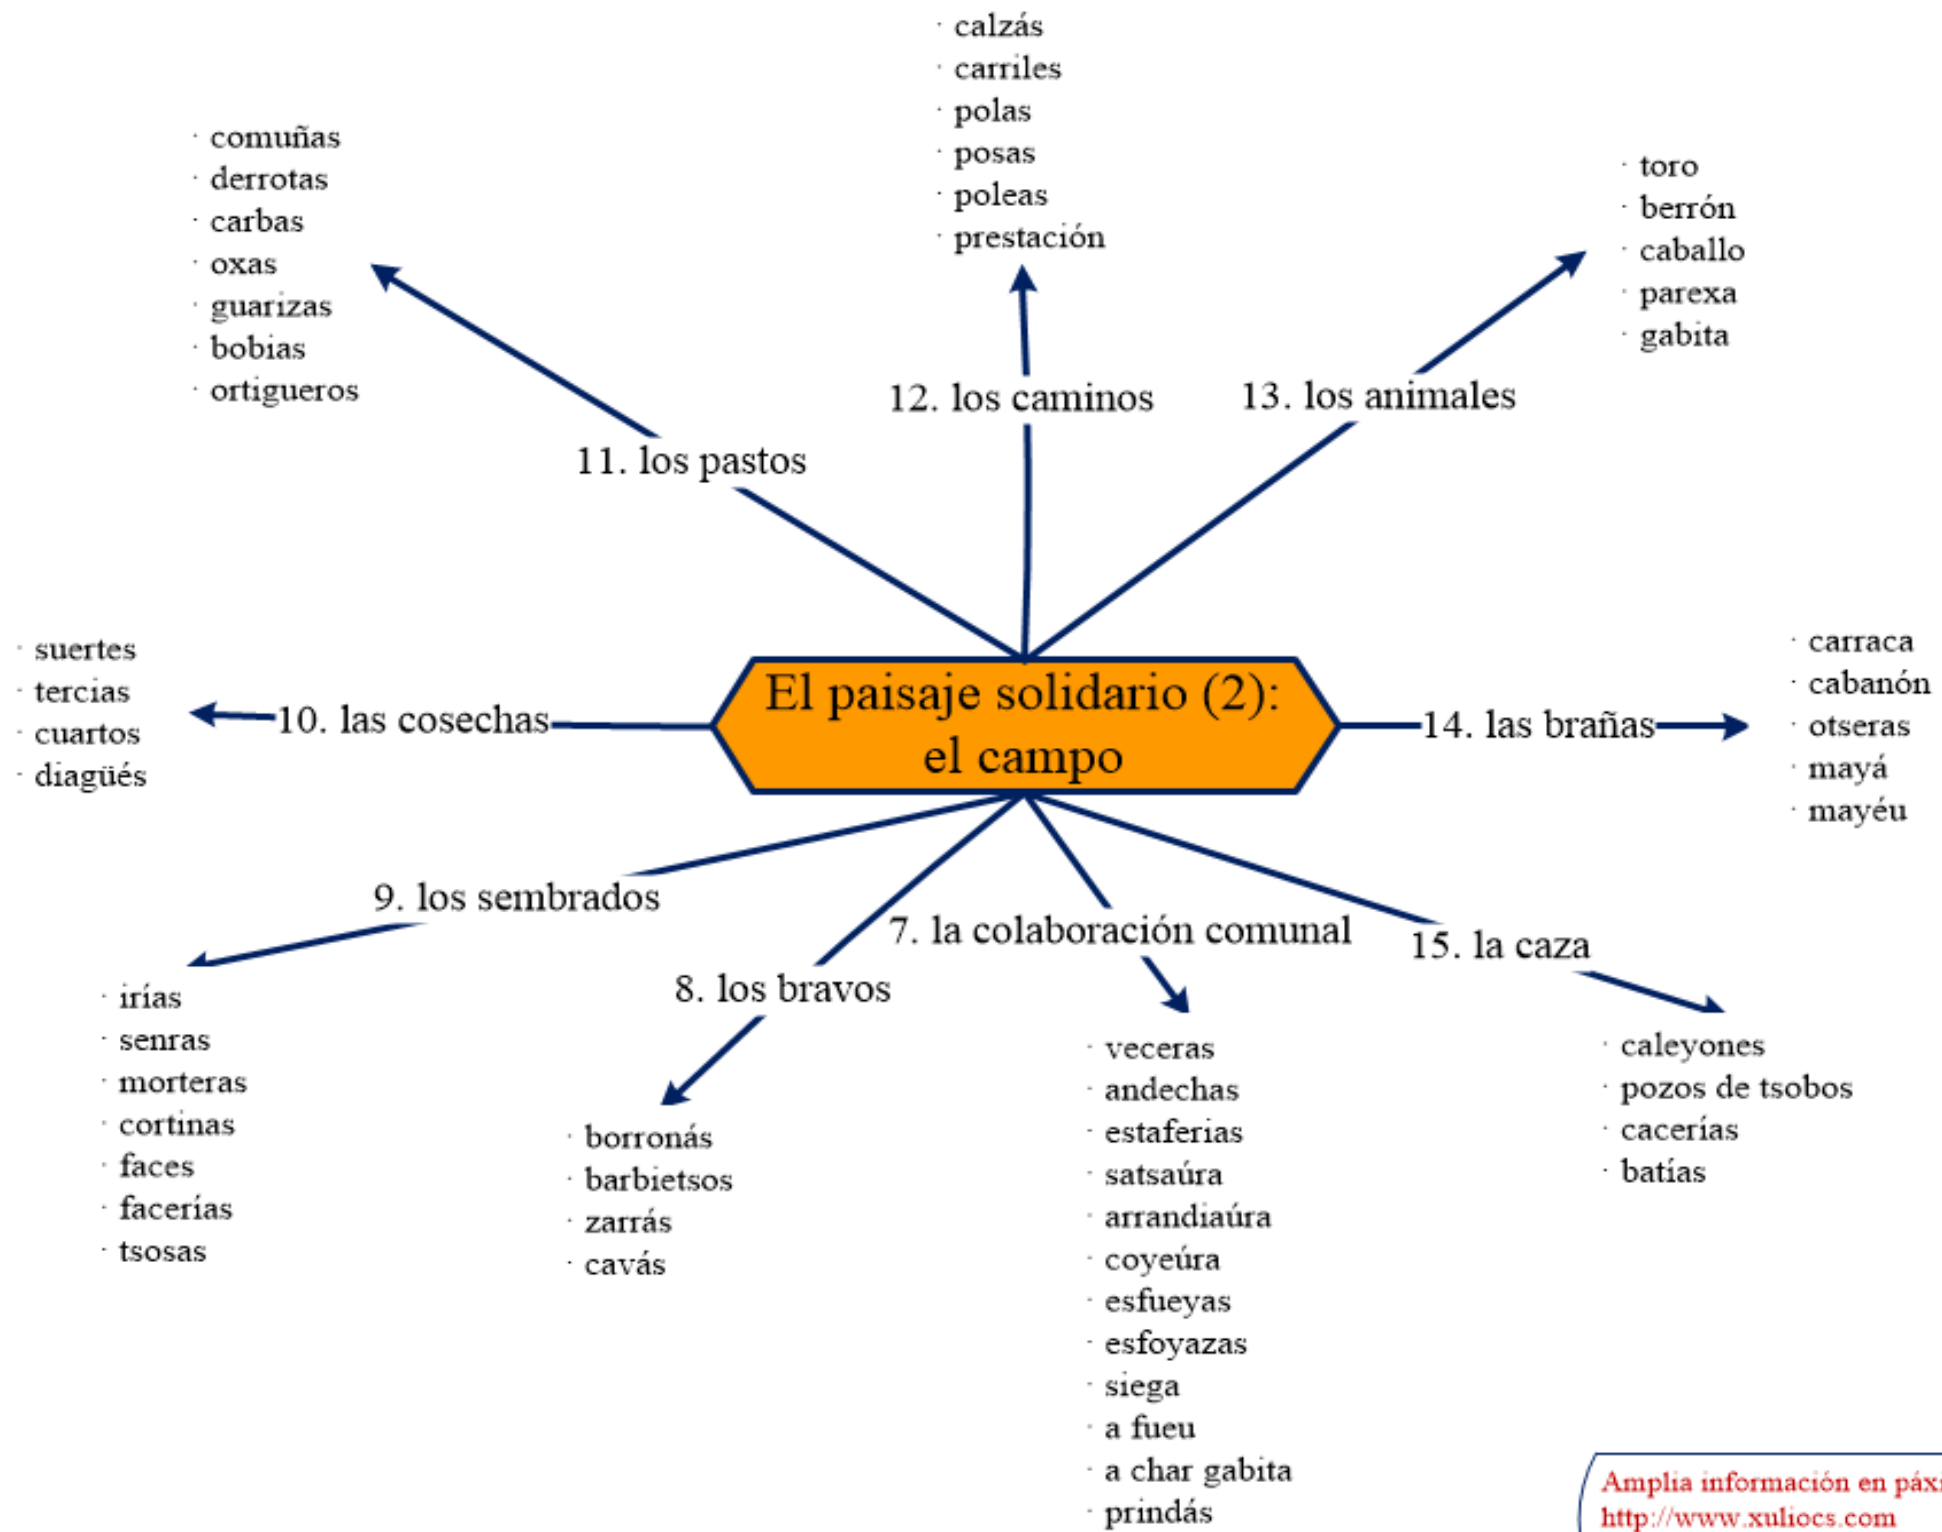 El paisaje solidario (2):
el campo
7. la colaboración comunal
· veceras
· andechas
· estaferias
· satsaúra
· arrandiaúra
· coyeúra
· esfueyas
· esfoyazas
· siega
· a fueu
· a char gabita
· prindás
8. los bravos
· borronás
· barbietsos
· zarrás
· cavás
9. los sembrados
· irías
· senras
· morteras
· cortinas
· faces
· facerías
· tsosas
10. las cosechas
· suertes
· tercias
· cuartos
· diagüés
11. los pastos
· comuñas
· derrotas
· carbas
· oxas
· guarizas
· bobias
· ortigueros
12. los caminos
· calzás
· carriles
· polas
· posas
· poleas
· prestación
13. los animales
· toro
· berrón
· caballo
· parexa
· gabita
14. las brañas
· carraca
· cabanón
· otseras
· mayá
· mayéu
15. la caza
· caleyones
· pozos de tsobos
· cacerías
· batías
Amplia información en
http://www.xuliocs.com